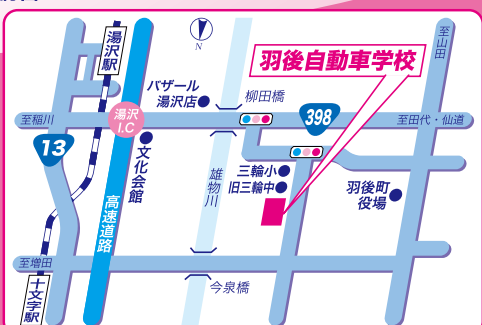 湯沢駅
N
至山田
羽後自動車学校
バザール
湯沢店
柳田橋
至稲川
湯沢
I.C
398
至田代・仙道
13
文化会館
三輪小
旧三輪中
羽後町
役場
雄物川
高速道路
至増田
今泉橋
十文字駅